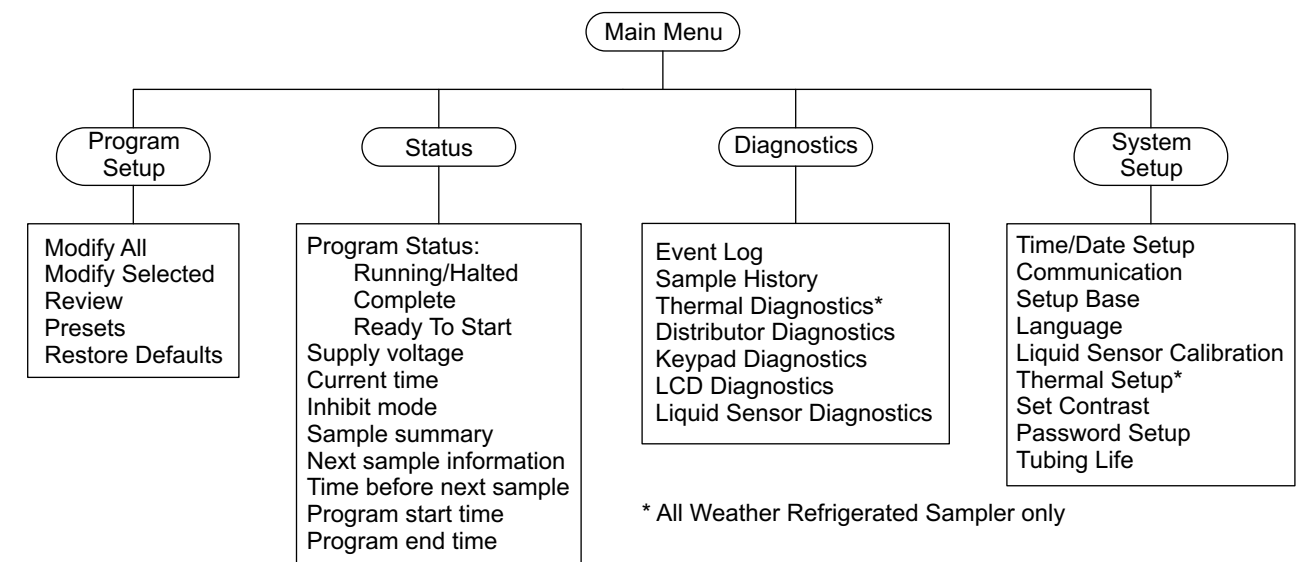 Main Menu
Program
Setup
Modify All
Modify Selected
Review
Presets
Restore Defaults
Status
Program Status:
Running/Halted
Complete
Ready To Start
Supply voltage
Current time
Inhibit mode
Sample summary
Next sample information
Time before next sample
Program start time
Program end time
Diagnostics
Event Log
Sample History
Thermal Diagnostics*
Distributor Diagnostics
Keypad Diagnostics
LCD Diagnostics
Liquid Sensor Diagnostics
System
Setup
Time/Date Setup
Communication
Setup Base
Language
Liquid Sensor Calibration
Thermal Setup*
Set Contrast
Password Setup
Tubing Life
* All Weather Refrigerated Sampler only